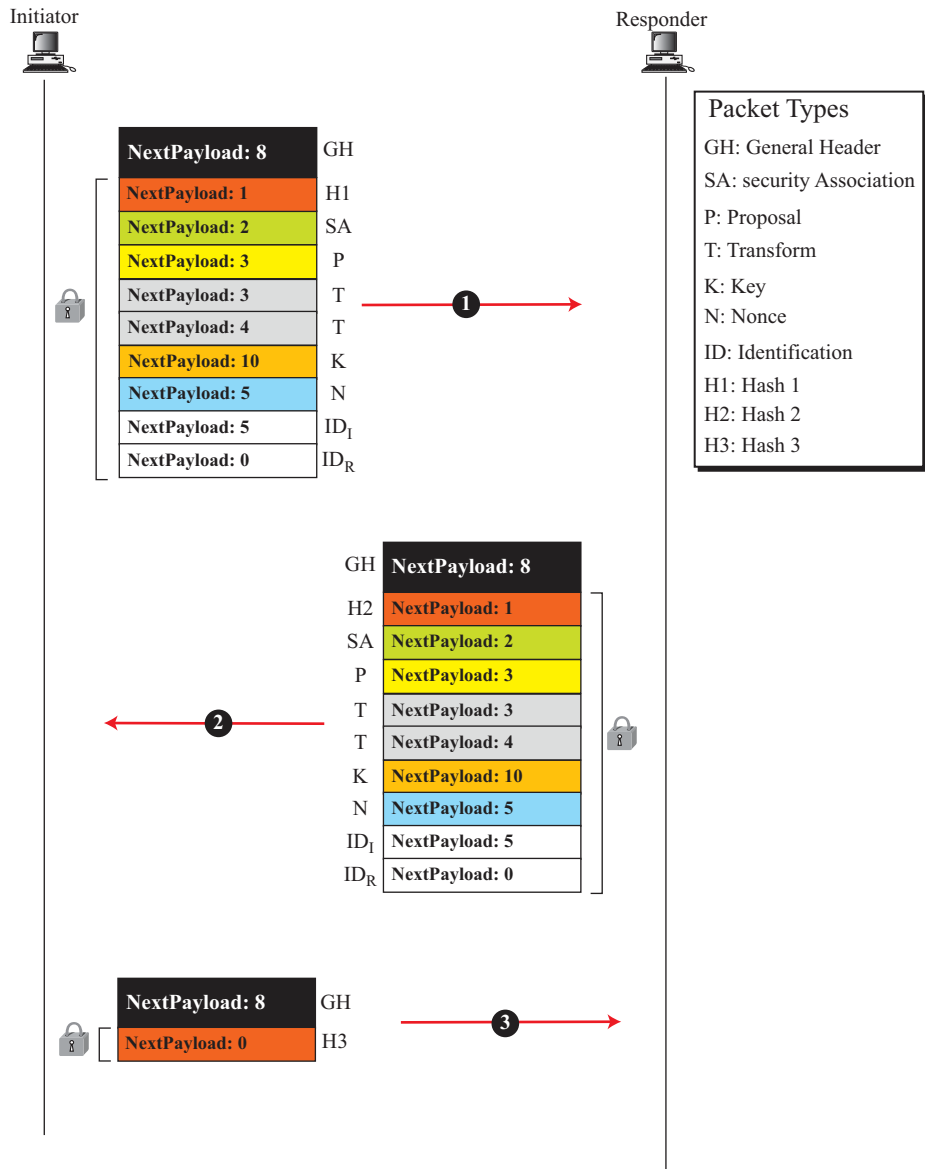 Initiator
Responder
Packet Types
GH: General Header
SA: security Association
P: Proposal
T: Transform
K: Key
N: Nonce
ID: Identification
H1: Hash 1
H2: Hash 2
H3: Hash 3
NextPayload: 8 GH
NextPayload: 1 H1
NextPayload: 2 SA
NextPayload: 3 P
NextPayload: 3 T
1
NextPayload: 4 T
NextPayload: 10 K
NextPayload: 5 N
NextPayload: 5 IDI
NextPayload: 0 IDR
GH NextPayload: 8
H2 NextPayload: 1
SA NextPayload: 2
P NextPayload: 3
T NextPayload: 3
2
T NextPayload: 4
K NextPayload: 10
N NextPayload: 5
IDI NextPayload: 5
IDR NextPayload: 0
NextPayload: 8 GH
3
NextPayload: 0 H3